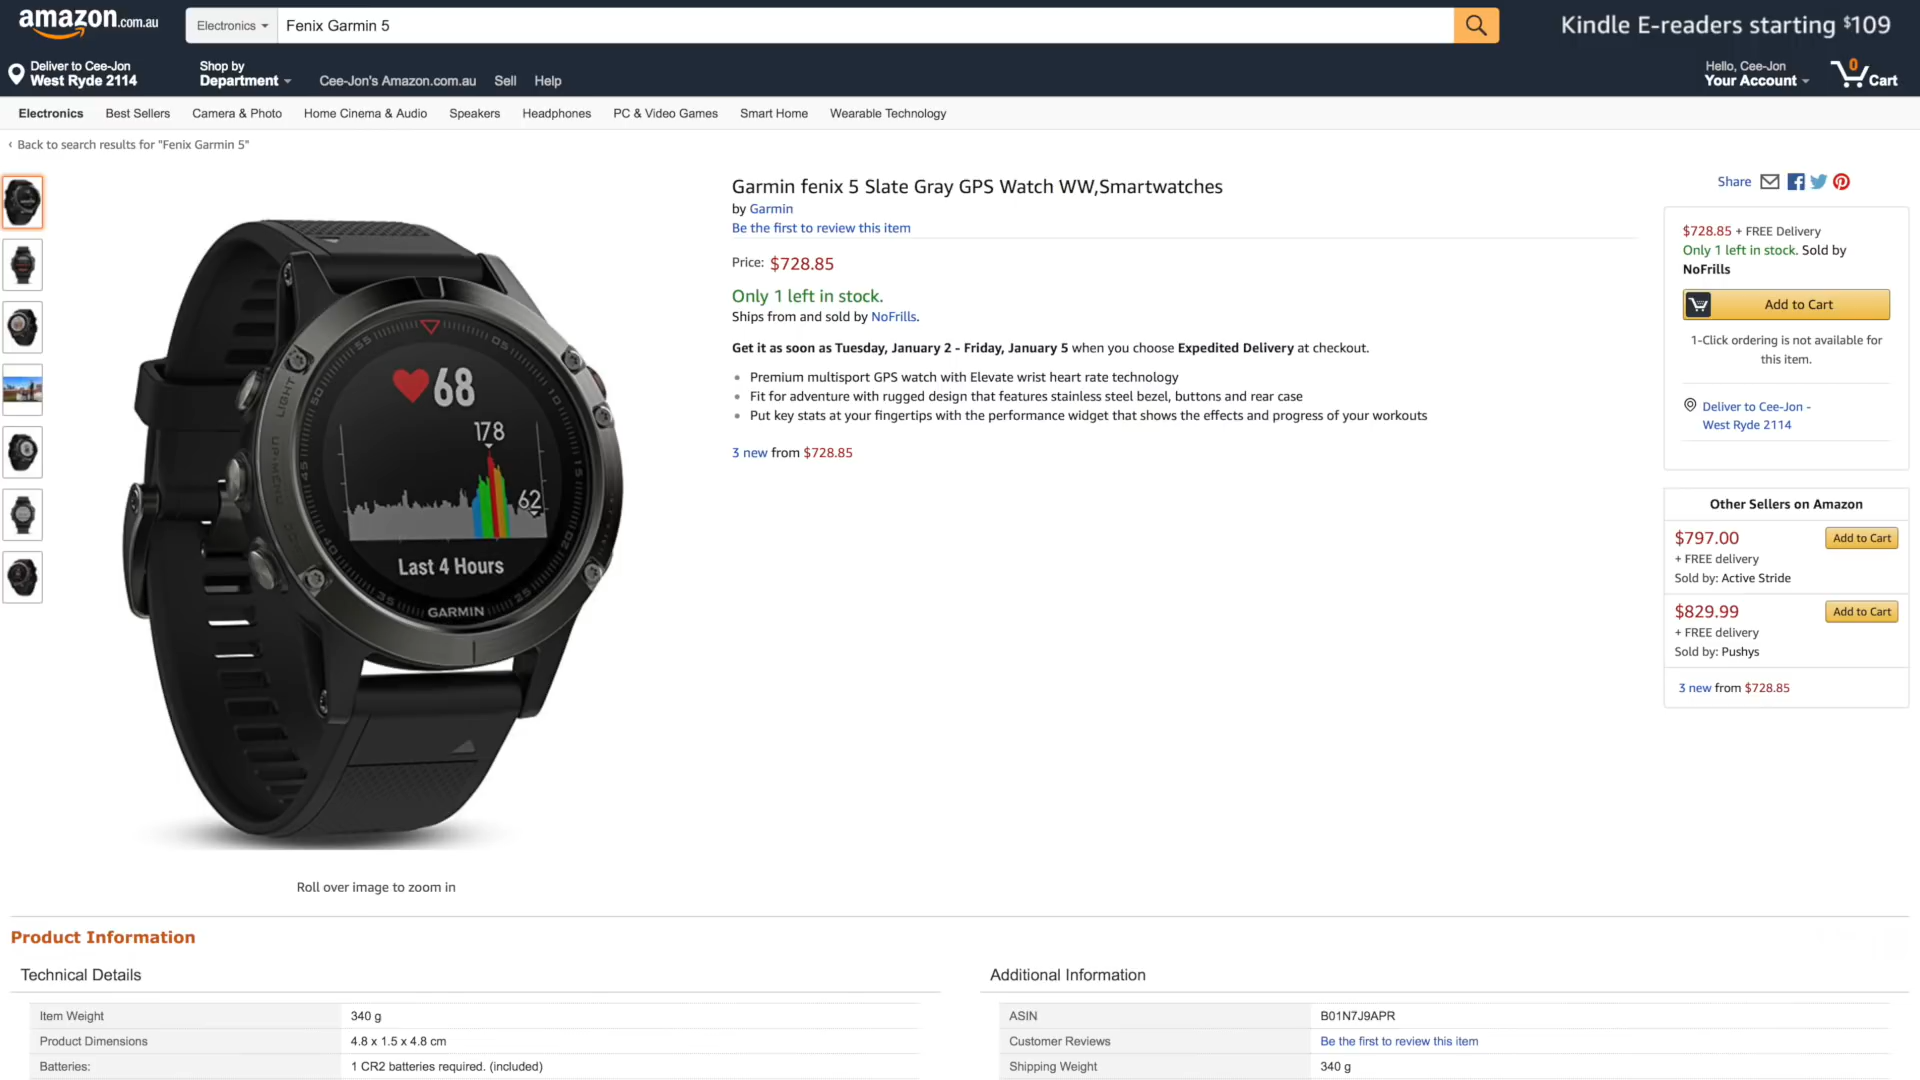 amazon.com.au
Electronics
Fenix Garmin 5
Kindle E-readers starting $109
Deliver to Cee-Jon
West Ryde 2114
Shop by
Department
Cee-Jon's Amazon.com.au
Sell
Help
Hello, Cee-Jon
Your Account
0
Cart
Electronics
Best Sellers
Camera & Photo
Home Cinema & Audio
Speakers
Headphones
PC & Video Games
Smart Home
Wearable Technology
‹ Back to search results for "Fenix Garmin 5"
LIGHT
55
05
50
10
45
15
40
20
35
25
68
178
62
Last 4 Hours
GARMIN
Roll over image to zoom in
Garmin fenix 5 Slate Gray GPS Watch WW,Smartwatches
by Garmin
Be the first to review this item
Price: $728.85
Only 1 left in stock.
Ships from and sold by NoFrills.
Get it as soon as Tuesday, January 2 - Friday, January 5 when you choose Expedited Delivery at checkout.
Premium multisport GPS watch with Elevate wrist heart rate technology
Fit for adventure with rugged design that features stainless steel bezel, buttons and rear case
Put key stats at your fingertips with the performance widget that shows the effects and progress of your workouts
3 new from $728.85
Share
$728.85 + FREE Delivery
Only 1 left in stock. Sold by
NoFrills
Add to Cart
1-Click ordering is not available for
this item.
Deliver to Cee-Jon -
West Ryde 2114
Other Sellers on Amazon
$797.00
Add to Cart
+ FREE delivery
Sold by: Active Stride
$829.99
Add to Cart
+ FREE delivery
Sold by: Pushys
3 new from $728.85
Product Information
Technical Details
Item Weight 340 g
Product Dimensions 4.8 x 1.5 x 4.8 cm
Batteries: 1 CR2 batteries required. (included)
Additional Information
ASIN B01N7J9APR
Customer Reviews Be the first to review this item
Shipping Weight 340 g